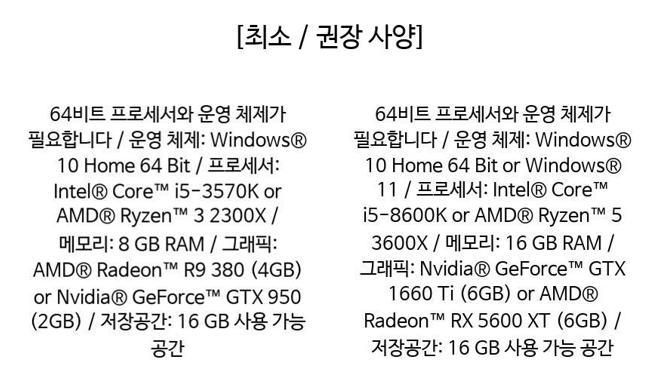 [최소 / 권장 사양]
64비트 프로세서와 운영 체제가
필요합니다 / 운영 체제: Windows®
10 Home 64 Bit / 프로세서:
Intel® Core™ i5-3570K or
AMD® Ryzen™ 3 2300X /
메모리: 8 GB RAM / 그래픽:
AMD® Radeon™ R9 380 (4GB)
or Nvidia® GeForce™ GTX 950
(2GB) / 저장공간: 16 GB 사용 가능
공간
64비트 프로세서와 운영 체제가
필요합니다 / 운영 체제: Windows®
10 Home 64 Bit or Windows®
11 / 프로세서: Intel® Core™
i5-8600K or AMD® Ryzen™ 5
3600X / 메모리: 16 GB RAM /
그래픽: Nvidia® GeForce™ GTX
1660 Ti (6GB) or AMD®
Radeon™ RX 5600 XT (6GB) /
저장공간: 16 GB 사용 가능 공간